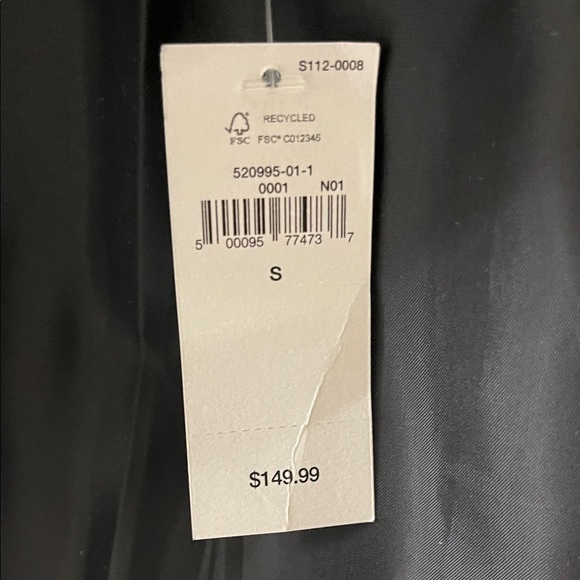 S112-0008
RECYCLED
FSC FSC® C012345
520995-01-1
0001 N01
5 00095 77473 7
S
$149.99